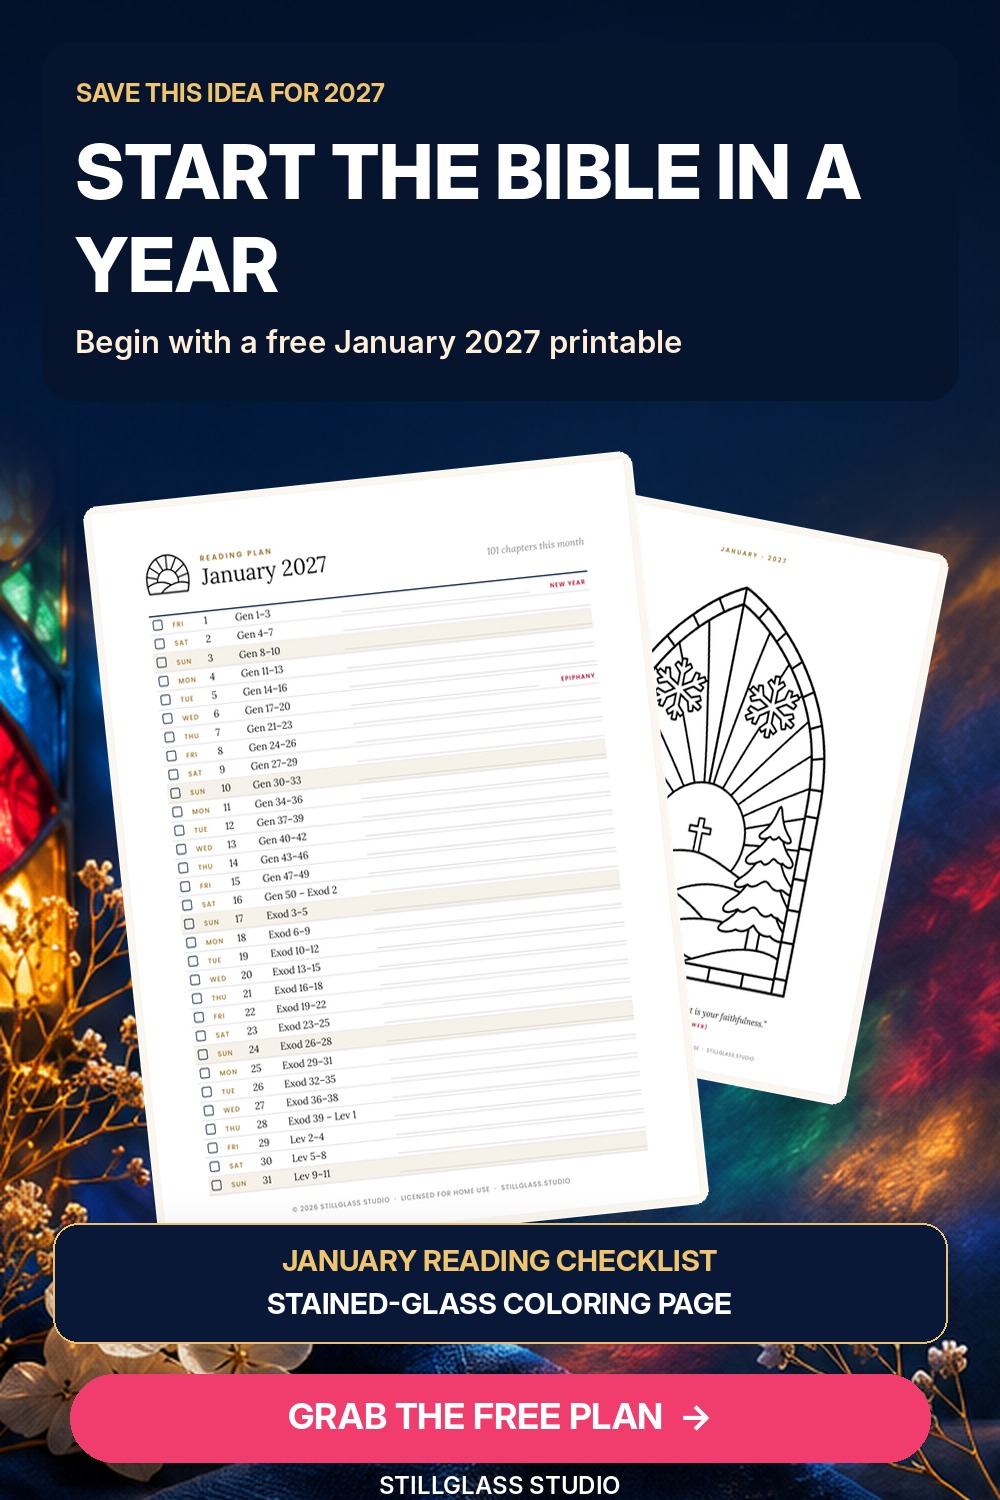 SAVE THIS IDEA FOR 2027
START THE BIBLE IN A
YEAR
Begin with a free January 2027 printable
READING PLAN
January 2027
101 chapters this month
NEW YEAR
FRI 1 Gen 1–3
SAT 2 Gen 4–7
SUN 3 Gen 8–10
MON 4 Gen 11–13
TUE 5 Gen 14–16
EPIPHANY
WED 6 Gen 17–20
THU 7 Gen 21–23
FRI 8 Gen 24–26
SAT 9 Gen 27–29
SUN 10 Gen 30–33
MON 11 Gen 34–36
TUE 12 Gen 37–39
WED 13 Gen 40–42
THU 14 Gen 43–46
FRI 15 Gen 47–49
SAT 16 Gen 50 – Exod 2
SUN 17 Exod 3–5
MON 18 Exod 6–9
TUE 19 Exod 10–12
WED 20 Exod 13–15
THU 21 Exod 16–18
FRI 22 Exod 19–22
SAT 23 Exod 23–25
SUN 24 Exod 26–28
MON 25 Exod 29–31
TUE 26 Exod 32–35
WED 27 Exod 36–38
THU 28 Exod 39 – Lev 1
FRI 29 Lev 2–4
SAT 30 Lev 5–8
SUN 31 Lev 9–11
© 2026 STILLGLASS STUDIO · LICENSED FOR HOME USE · STILLGLASS.STUDIO
JANUARY · 2027
is your faithfulness."
WEB)
STILLGLASS STUDIO
JANUARY READING CHECKLIST
STAINED-GLASS COLORING PAGE
GRAB THE FREE PLAN →
STILLGLASS STUDIO